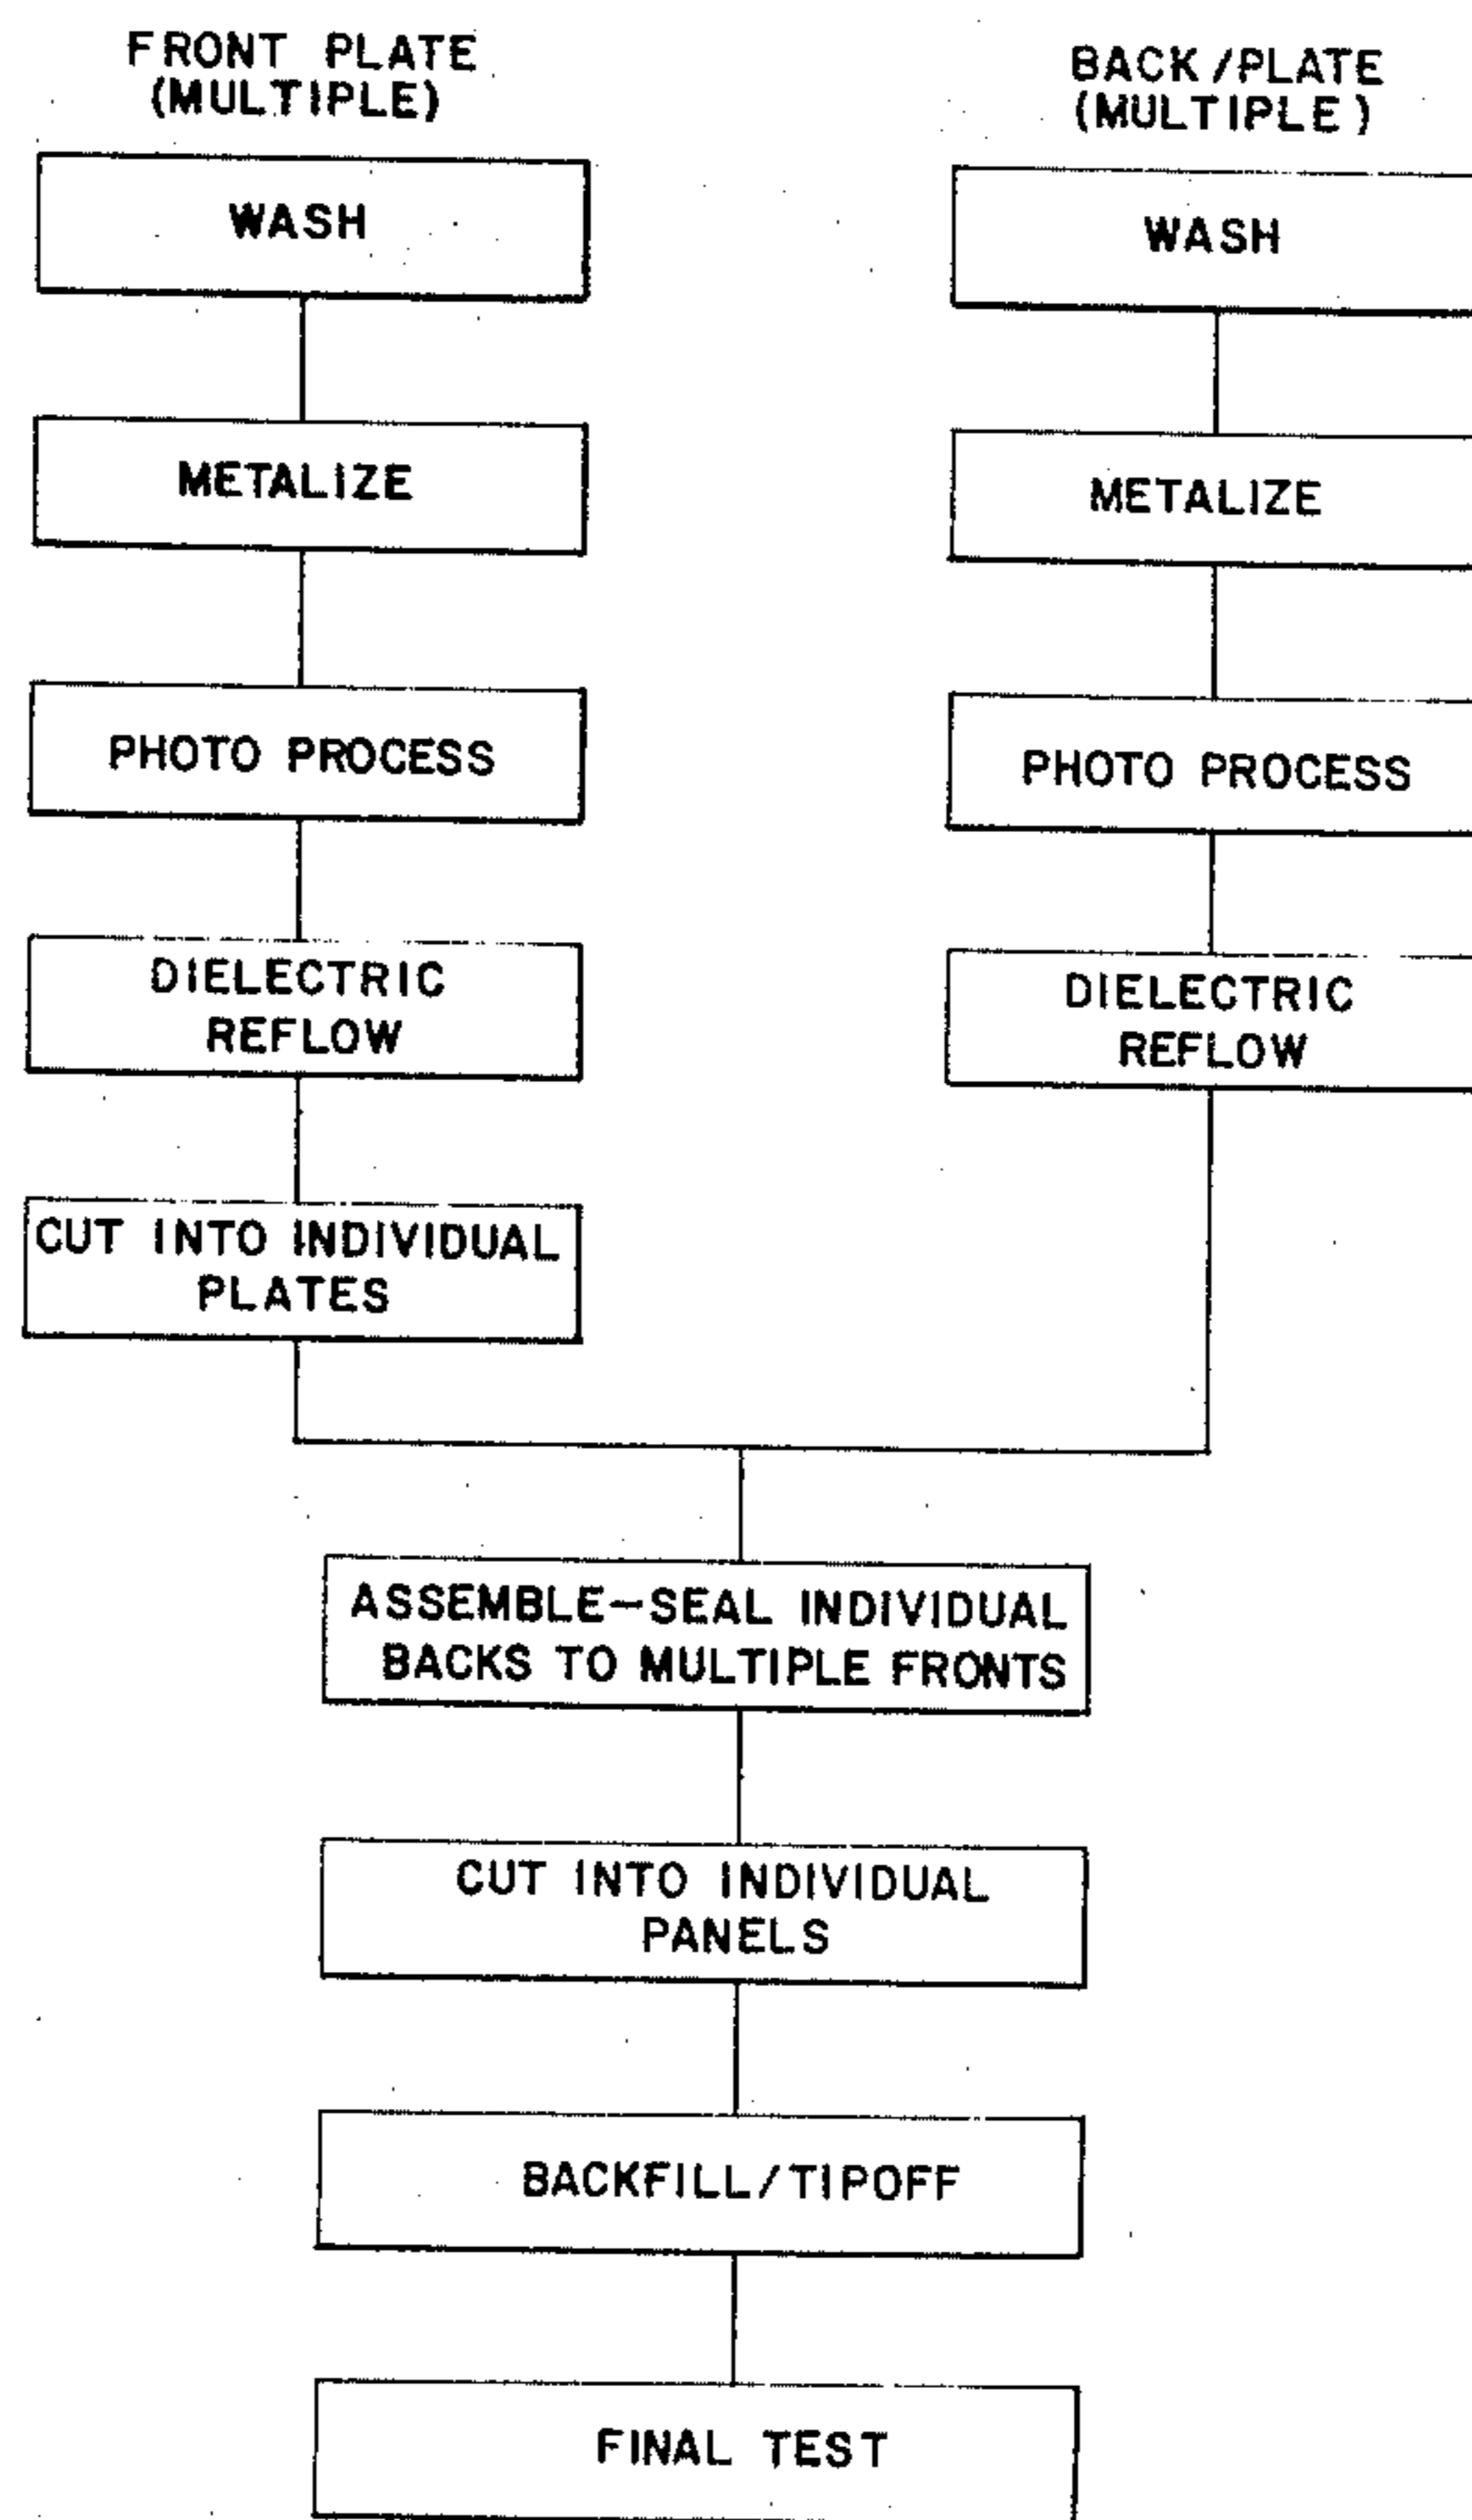 FRONT PLATE
(MULTIPLE)
WASH
METALIZE
PHOTO PROCESS
DIELECTRIC
REFLOW
CUT INTO INDIVIDUAL
PLATES
BACK/PLATE
(MULTIPLE)
WASH
METALIZE
PHOTO PROCESS
DIELECTRIC
REFLOW
ASSEMBLE-SEAL INDIVIDUAL
BACKS TO MULTIPLE FRONTS
CUT INTO INDIVIDUAL
PANELS
BACKFILL/TIPOFF
FINAL TEST